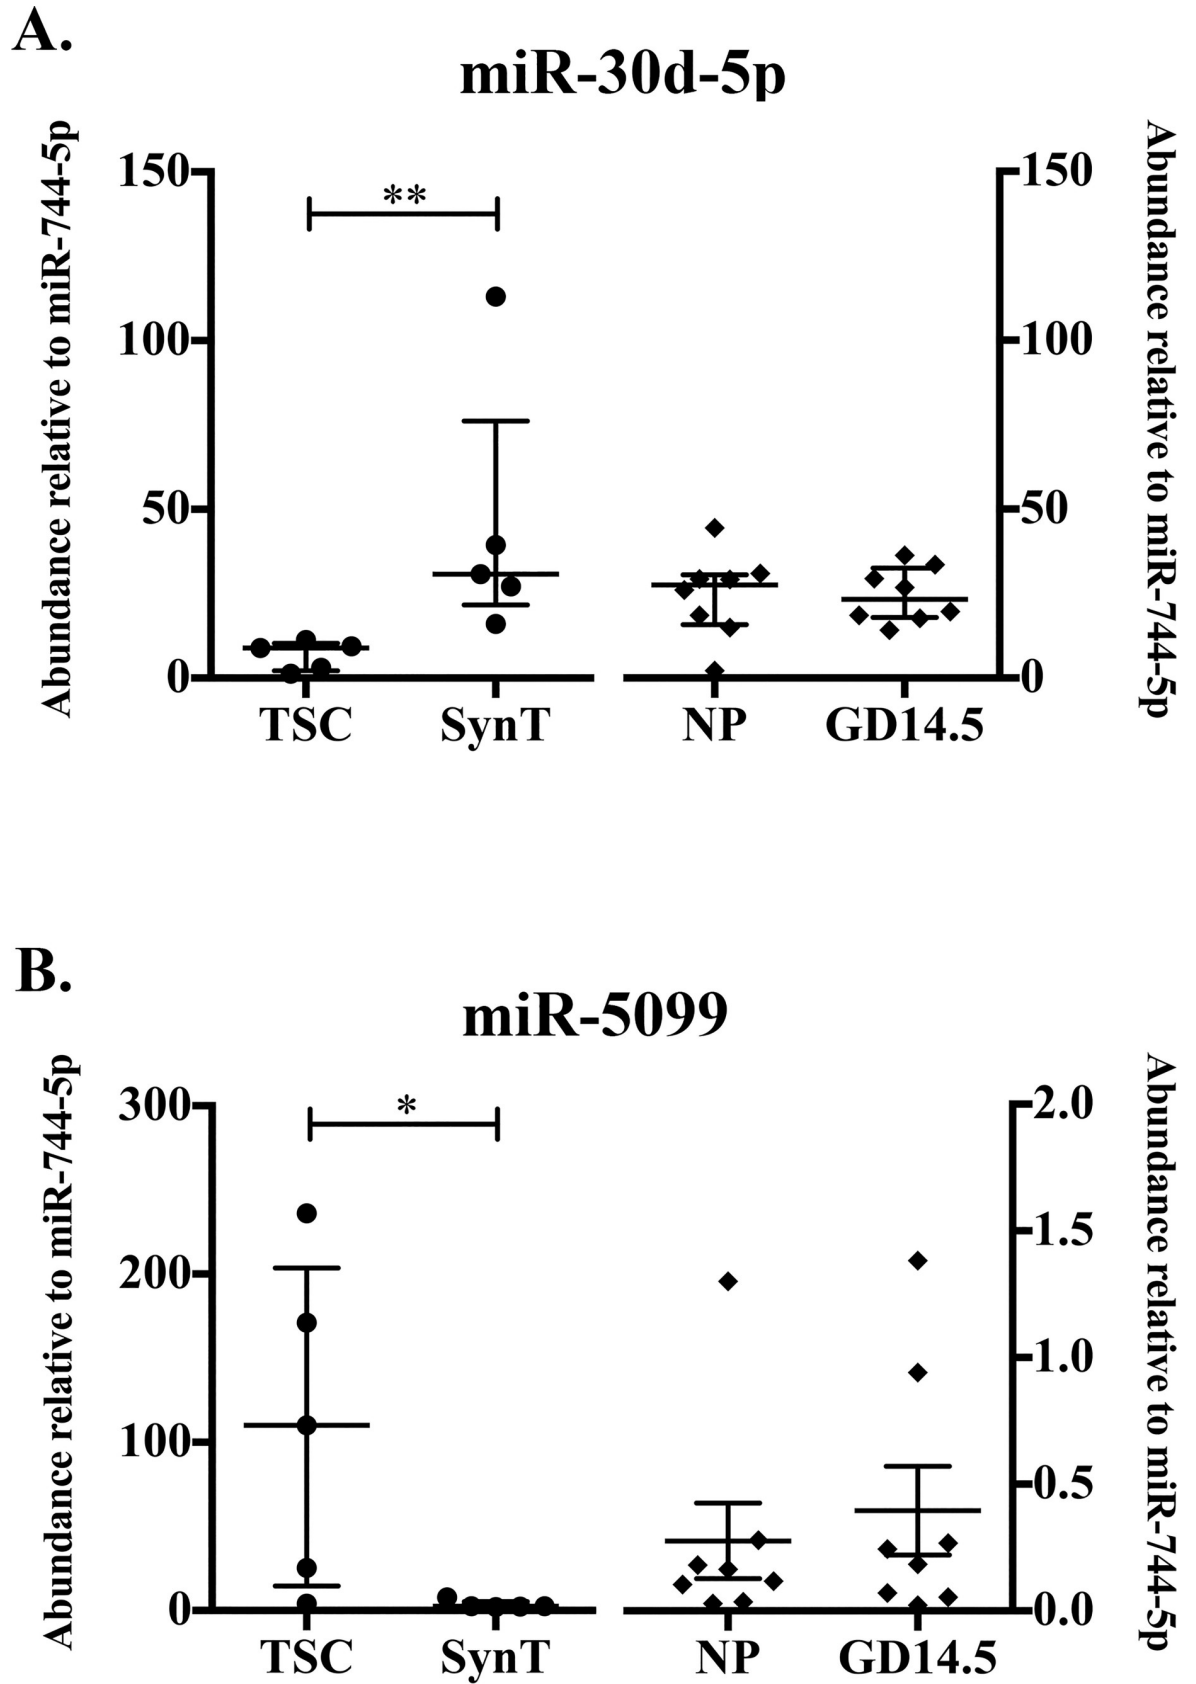 A.
miR-30d-5p
Abundance relative to miR-744-5p
150
100
50
0
**
TSC
SynT
NP
GD14.5
150
100
50
0
Abundance relative to miR-744-5p
B.
miR-5099
Abundance relative to miR-744-5p
300
200
100
0
*
TSC
SynT
NP
GD14.5
2.0
1.5
1.0
0.5
0.0
Abundance relative to miR-744-5p